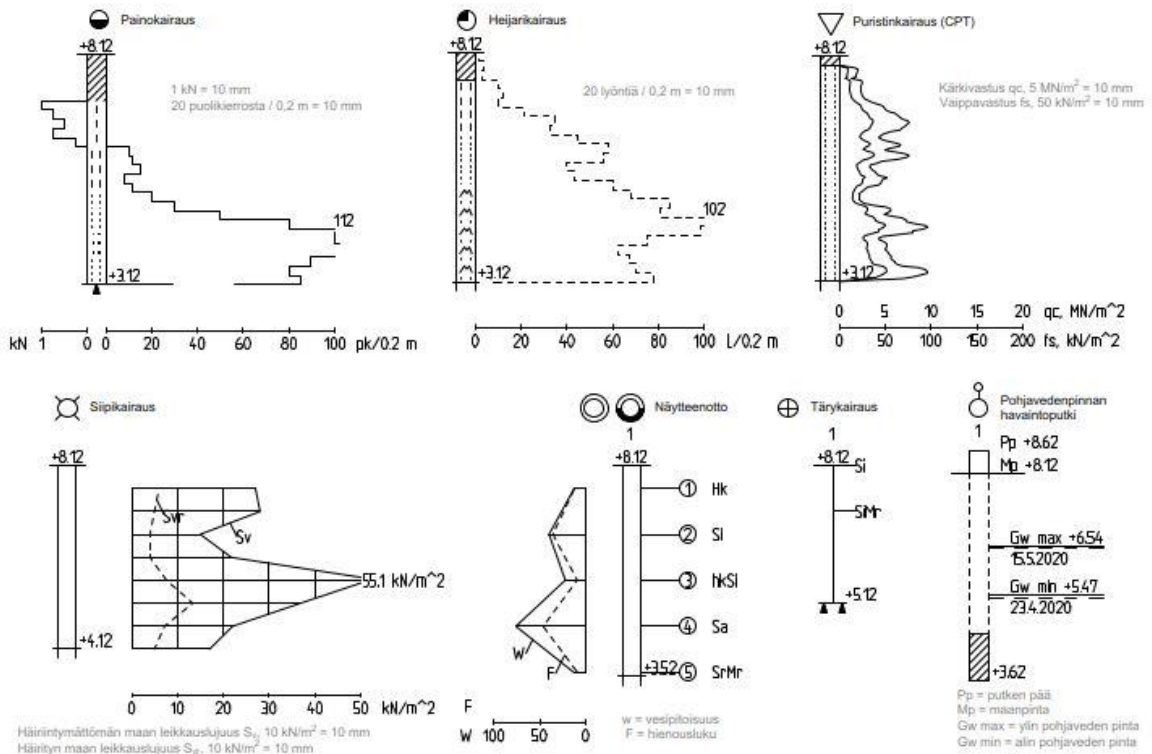 Painokairaus
+8.12
1 kN = 10 mm
20 puolikierrosta / 0,2 m = 10 mm
112
+3.12
kN 1 0 0 20 40 60 80 100 pk/0.2 m
Heijarikairaus
+8.12
20 lyöntiä / 0,2 m = 10 mm
102
+3.12
0 20 40 60 80 100 l/0.2 m
Puristinkairaus (CPT)
+8.12
Kärkivastus qc, 5 MN/m² = 10 mm
Vaippavastus fs, 50 kN/m² = 10 mm
+3.12
0 5 10 15 20 qc, MN/m^2
0 50 100 150 200 fs, kN/m^2
Siipikairaus
+8.12
Svr
Sv
55.1 kN/m^2
+4.12
0 10 20 30 40 50 kN/m^2
Häiriintymättömän maan leikkauslujuus Sv, 10 kN/m² = 10 mm
Häirityn maan leikkauslujuus Svr, 10 kN/m² = 10 mm
Näytteenotto
1
+8.12
1 Hk
2 Si
3 hkSi
4 Sa
+3.52 5 SrMr
W
F
F
W 100 50 0
w = vesipitoisuus
F = hienousluku
Tärykairaus
1
+8.12 Si
SiMr
+5.12
Pohjavedenpinnan
havaintoputki
1
Pp +8.62
Mp +8.12
Gw max +6.54
15.5.2020
Gw min +5.47
23.4.2020
+3.62
Pp = putken pää
Mp = maanpinta
Gw max = ylin pohjaveden pinta
Gw min = alin pohjaveden pinta